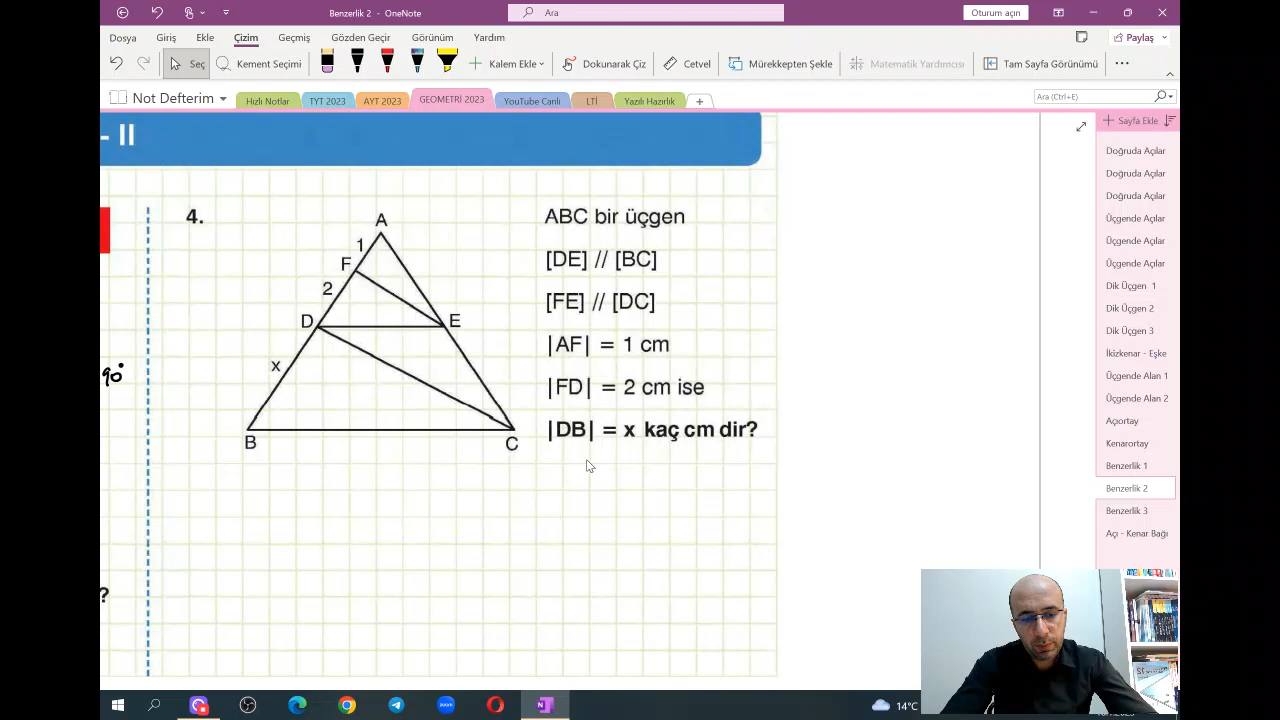 Benzerlik 2 - OneNote
Ara
Oturum açın
Dosya
Giriş
Ekle
Çizim
Geçmiş
Gözden Geçir
Görünüm
Yardım
Paylaş
Seç
Kement Seçimi
Kalem Ekle
Dokunarak Çiz
Cetvel
Mürekkepten Şekle
Matematik Yardımcısı
Tam Sayfa Görünümü
Not Defterim
Hızlı Notlar
TYT 2023
AYT 2023
GEOMETRİ 2023
YouTube Canlı
LTİ
Yazılı Hazırlık
Ara (Ctrl+E)
Sayfa Ekle
Doğruda Açılar
Doğruda Açılar
Doğruda Açılar
Üçgende Açılar
Üçgende Açılar
Üçgende Açılar
Dik Üçgen 1
Dik Üçgen 2
Dik Üçgen 3
İkizkenar - Eşke
Üçgende Alan 1
Üçgende Alan 2
Açıortay
Kenarortay
Benzerlik 1
Benzerlik 2
Benzerlik 3
Açı - Kenar Bağı
- II
4.
A
1
F
2
D
E
x
B
C
90°
?
ABC bir üçgen
[DE] // [BC]
[FE] // [DC]
|AF| = 1 cm
|FD| = 2 cm ise
|DB| = x kaç cm dir?
zoom
14°C